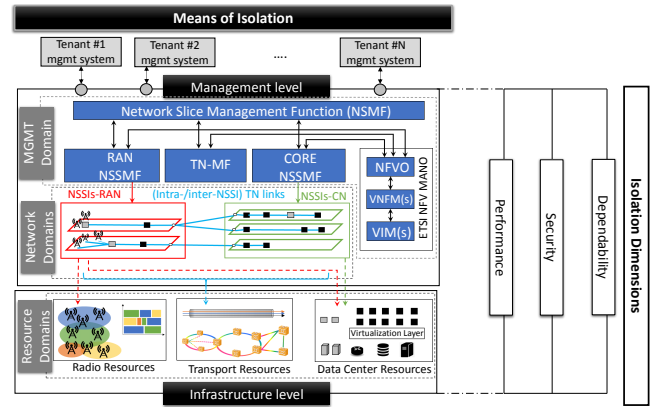 Means of Isolation
Tenant #1
mgmt system
Tenant #2
mgmt system
....
Tenant #N
mgmt system
Management level
MGMT
Domain
Network Slice Management Function (NSMF)
RAN
NSSMF
TN-MF
CORE
NSSMF
NFVO
VNFM(s)
VIM(s)
ETSI NFV MANO
Network
Domains
NSSIs-RAN
(Intra-/inter-NSSI) TN links
NSSIs-CN
Resource
Domains
Radio Resources
Transport Resources
Virtualization Layer
Data Center Resources
Infrastructure level
Performance
Security
Dependability
Isolation Dimensions